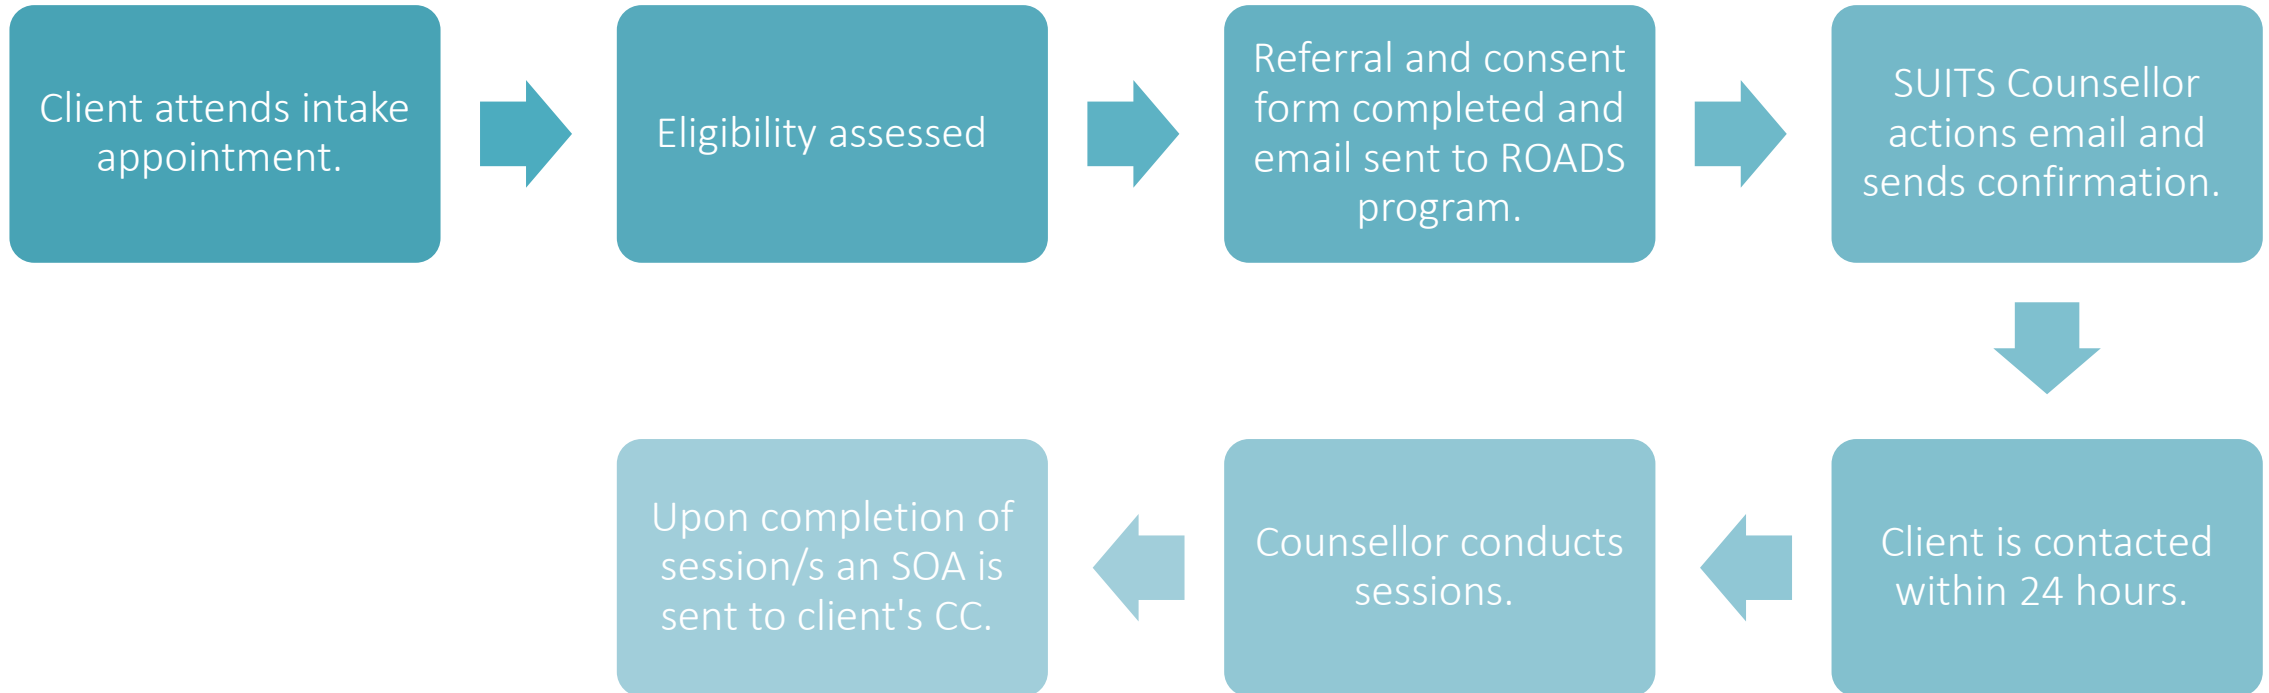 Client attends intake
appointment.
Eligibility assessed
Referral and consent
form completed and
email sent to ROADS
program.
SUITS Counsellor
actions email and
sends confirmation.
Client is contacted
within 24 hours.
Counsellor conducts
sessions.
Upon completion of
session/s an SOA is
sent to client's CC.